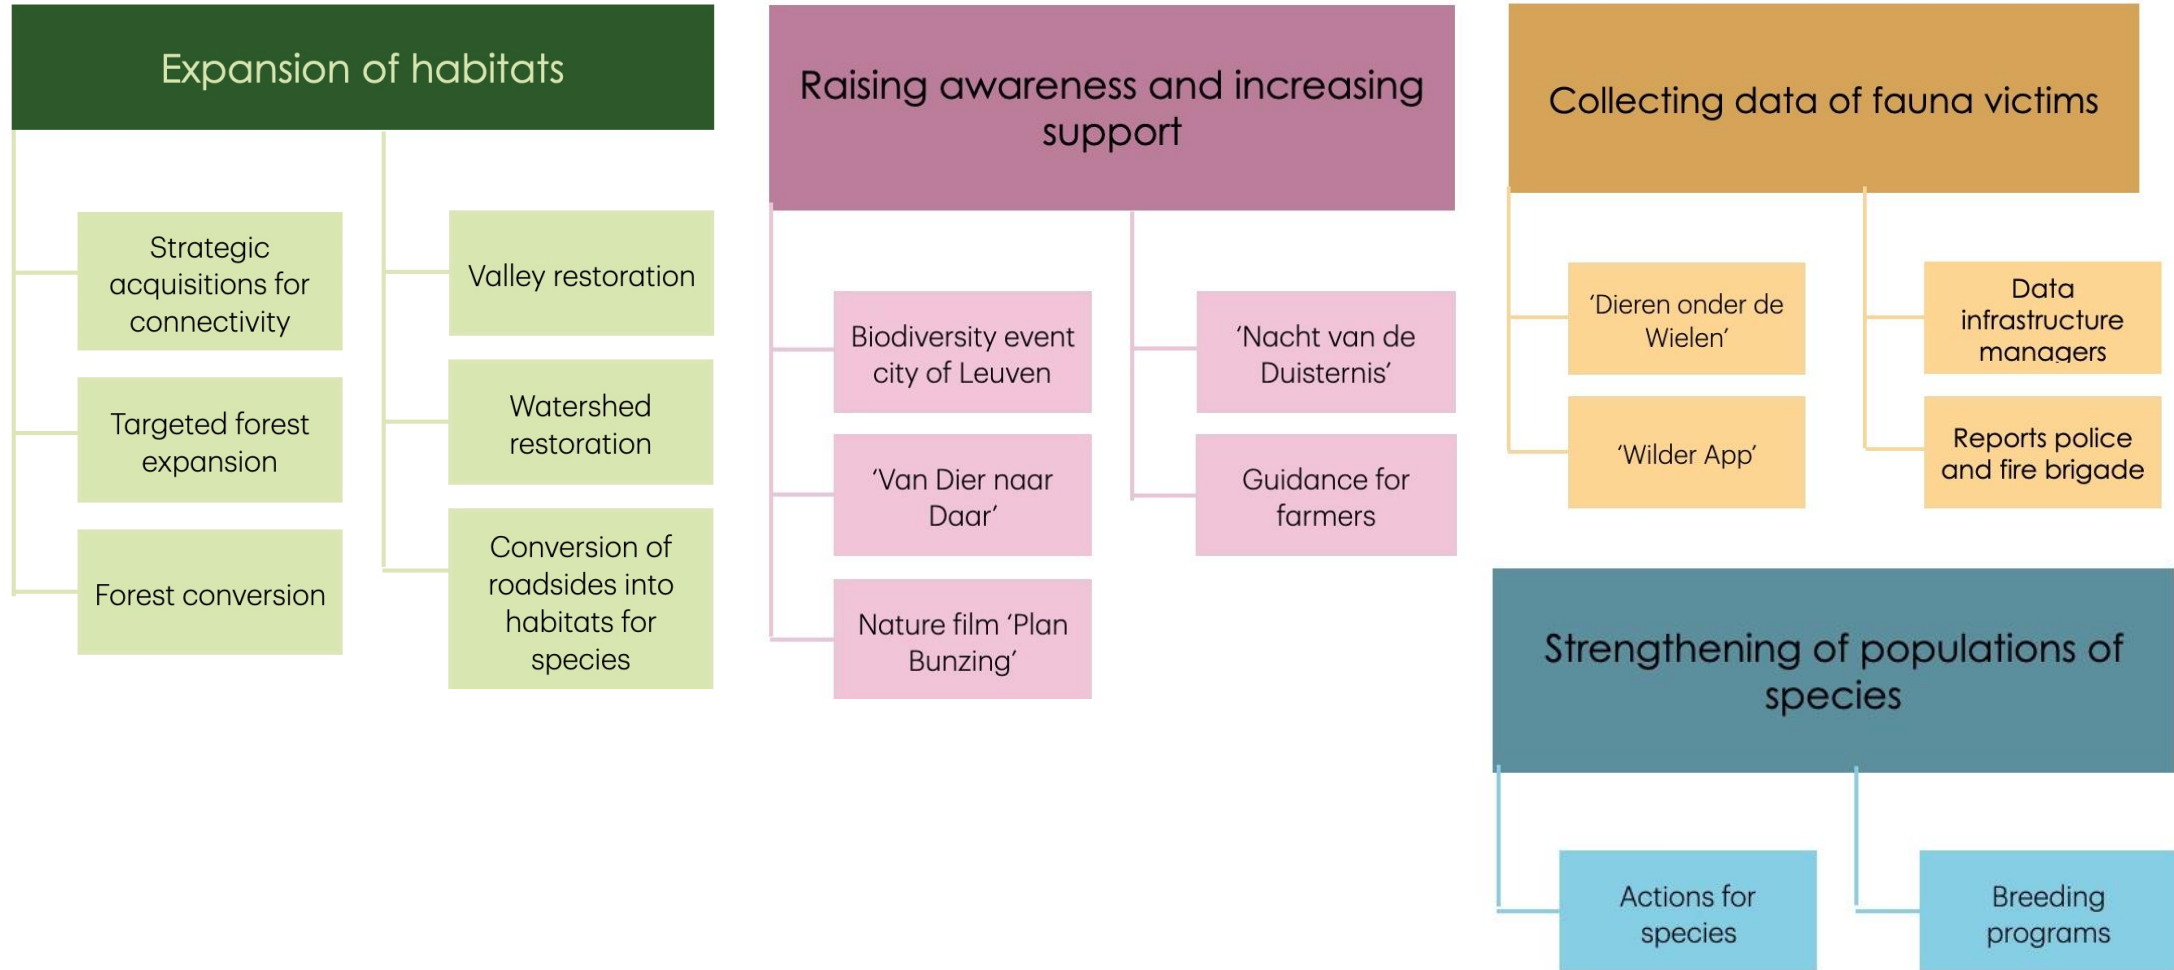 Expansion of habitats
Strategic
acquisitions for
connectivity
Targeted forest
expansion
Forest conversion
Valley restoration
Watershed
restoration
Conversion of
roadsides into
habitats for
species
Raising awareness and increasing
support
Biodiversity event
city of Leuven
‘Van Dier naar
Daar’
Nature film ‘Plan
Bunzing’
‘Nacht van de
Duisternis’
Guidance for
farmers
Collecting data of fauna victims
‘Dieren onder de
Wielen’
‘Wilder App’
Data
infrastructure
managers
Reports police
and fire brigade
Strengthening of populations of
species
Actions for
species
Breeding
programs